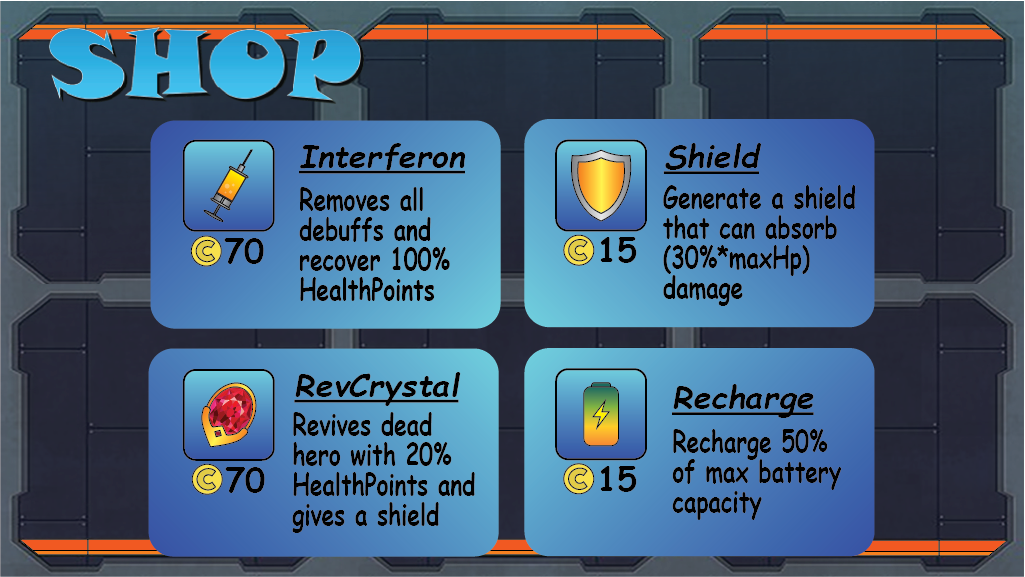 SHOP
Interferon
Removes all
debuffs and
recover 100%
HealthPoints
C 70
Shield
Generate a shield
that can absorb
(30%*maxHp)
damage
C 15
RevCrystal
Revives dead
hero with 20%
HealthPoints and
gives a shield
C 70
Recharge
Recharge 50%
of max battery
capacity
C 15